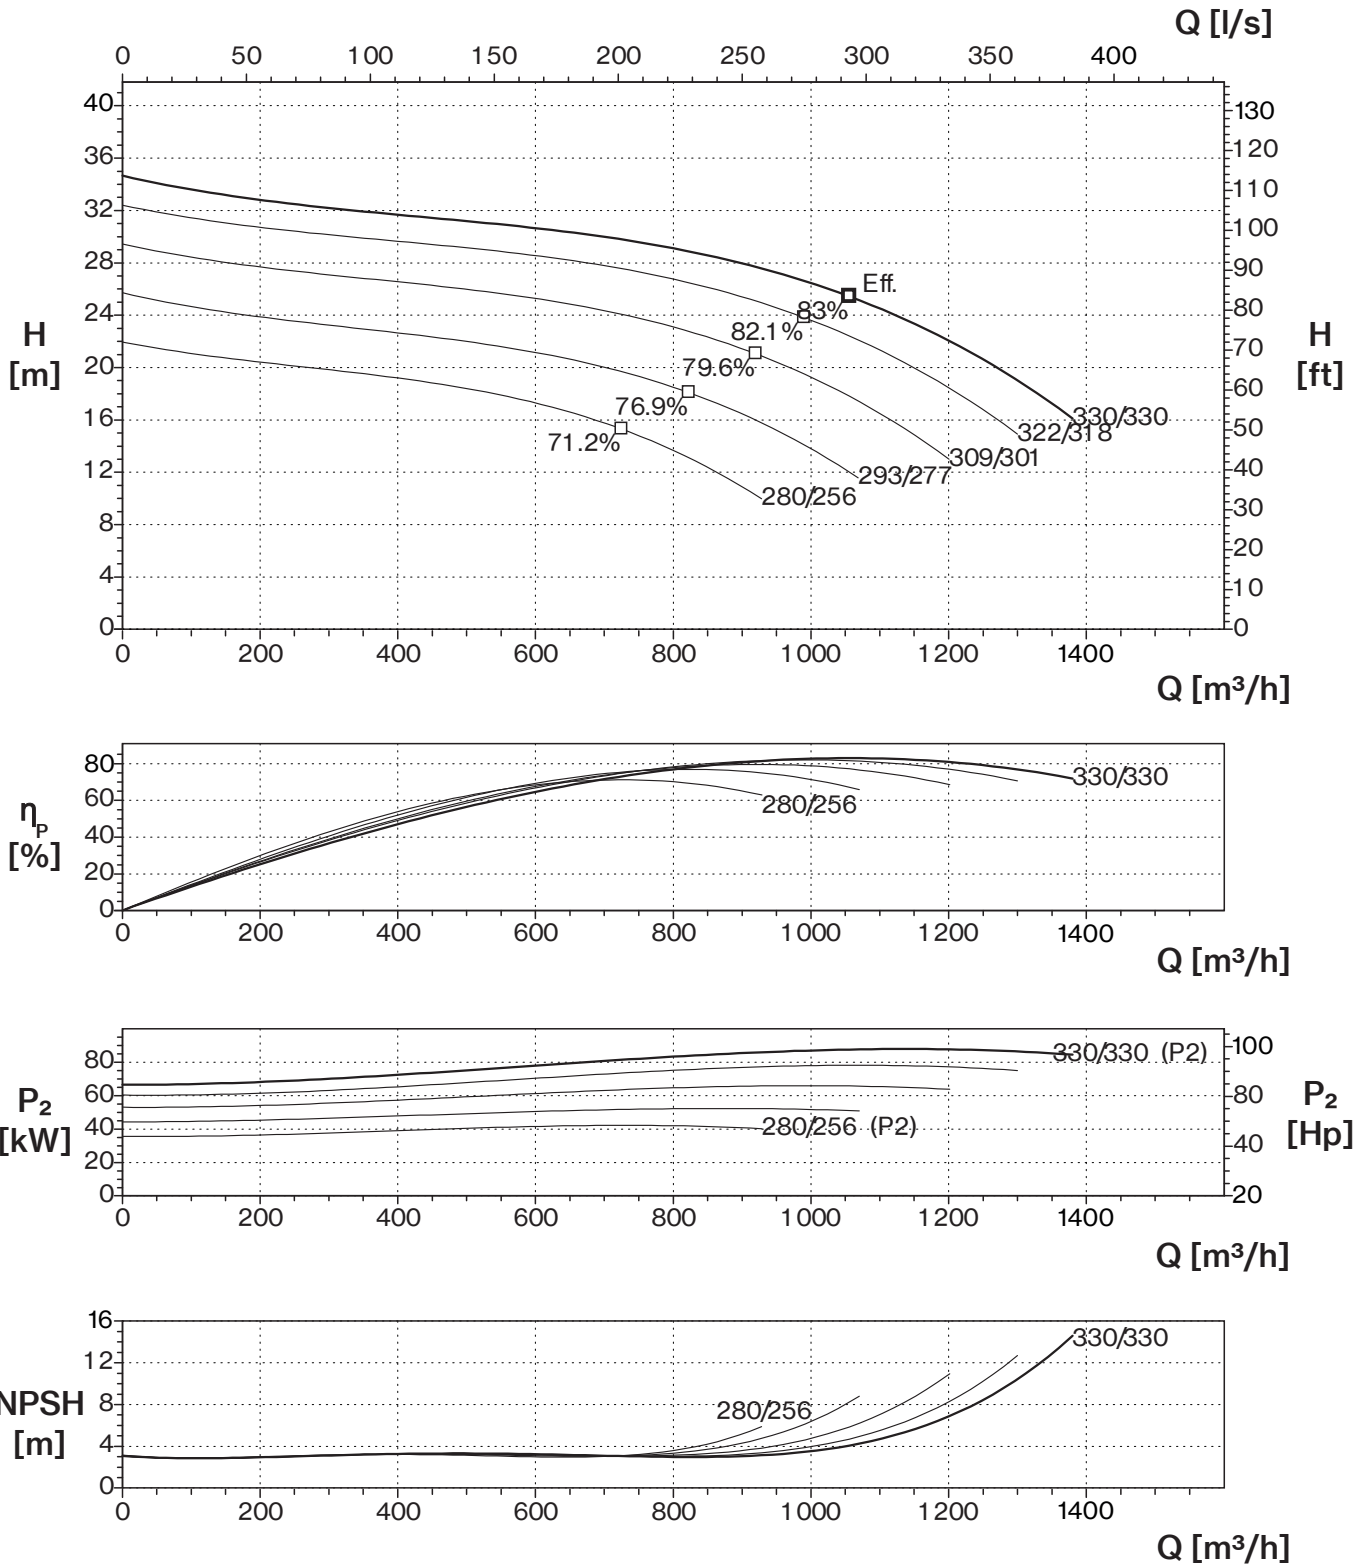 Q [l/s]
0 50 100 150 200 250 300 350 400
40
36
32
28
24
20
16
12
8
4
0
H
[m]
130
120
110
100
90
80
70
60
50
40
30
20
10
0
H
[ft]
Eff.
83%
82.1%
79.6%
76.9%
71.2%
330/330
322/318
309/301
293/277
280/256
0 200 400 600 800 1000 1200 1400
Q [m³/h]
80
60
40
20
0
ηP
[%]
330/330
280/256
0 200 400 600 800 1000 1200 1400
Q [m³/h]
80
60
40
20
0
P₂
[kW]
100
80
40
20
P₂
[Hp]
330/330 (P2)
280/256 (P2)
0 200 400 600 800 1000 1200 1400
Q [m³/h]
16
12
8
4
0
NPSH
[m]
330/330
280/256
0 200 400 600 800 1000 1200 1400
Q [m³/h]